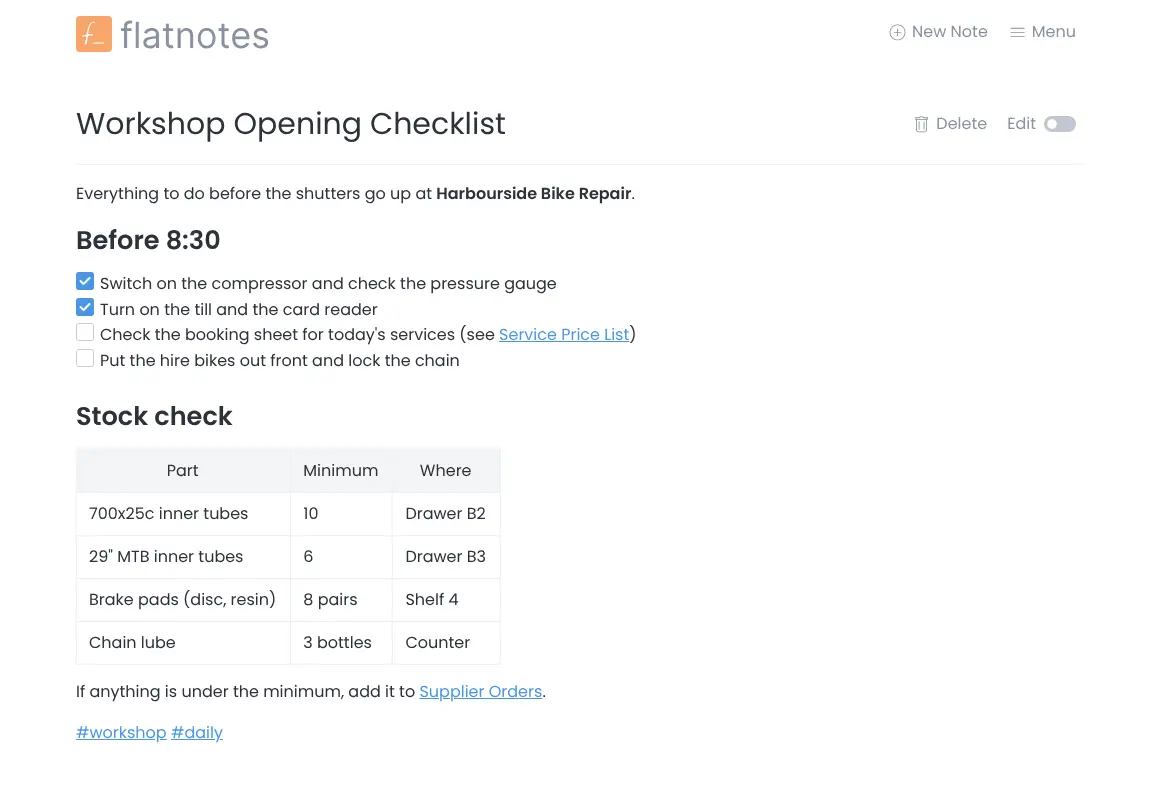 flatnotes
New Note Menu
Workshop Opening Checklist
Delete Edit
Everything to do before the shutters go up at Harbourside Bike Repair.
Before 8:30
Switch on the compressor and check the pressure gauge
Turn on the till and the card reader
Check the booking sheet for today's services (see Service Price List)
Put the hire bikes out front and lock the chain
Stock check
Part Minimum Where
700x25c inner tubes 10 Drawer B2
29" MTB inner tubes 6 Drawer B3
Brake pads (disc, resin) 8 pairs Shelf 4
Chain lube 3 bottles Counter
If anything is under the minimum, add it to Supplier Orders.
#workshop #daily